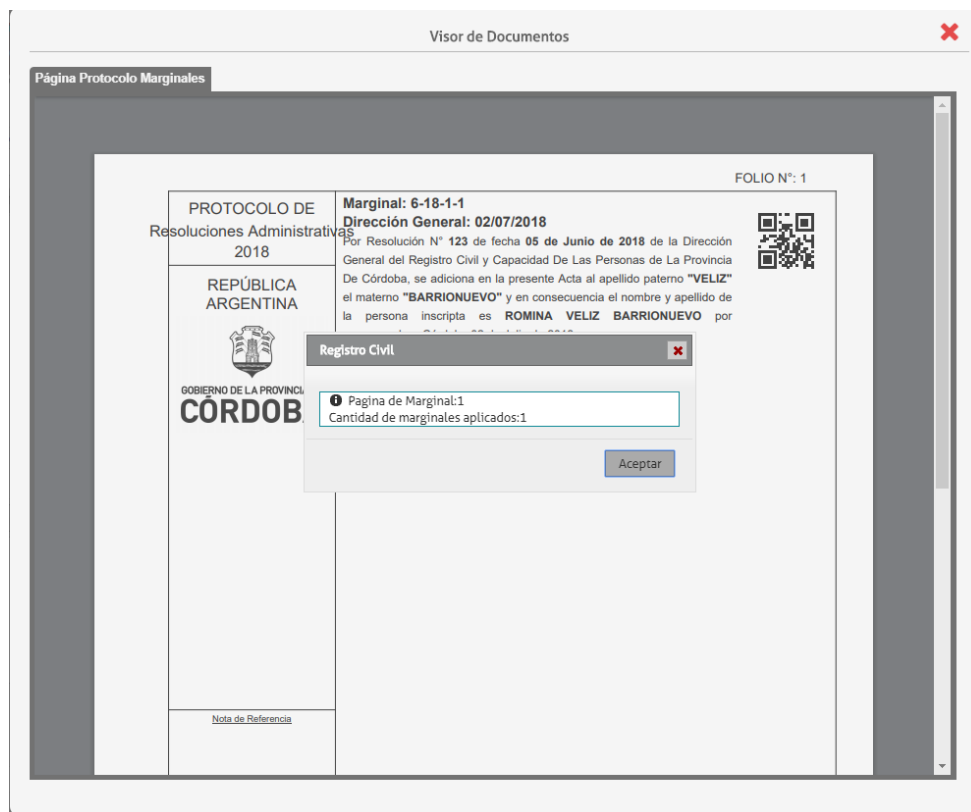 Visor de Documentos
Página Protocolo Marginales
FOLIO N°: 1
PROTOCOLO DE
Resoluciones Administrativas
2018
REPÚBLICA
ARGENTINA
GOBIERNO DE LA PROVINCI
CÓRDOB
Nota de Referencia
Marginal: 6-18-1-1
Dirección General: 02/07/2018
Por Resolución N° 123 de fecha 05 de Junio de 2018 de la Dirección
General del Registro Civil y Capacidad De Las Personas de La Provincia
De Córdoba, se adiciona en la presente Acta al apellido paterno "VELIZ"
el materno "BARRIONUEVO" y en consecuencia el nombre y apellido de
la persona inscripta es ROMINA VELIZ BARRIONUEVO por
Registro Civil
Pagina de Marginal:1
Cantidad de marginales aplicados:1
Aceptar